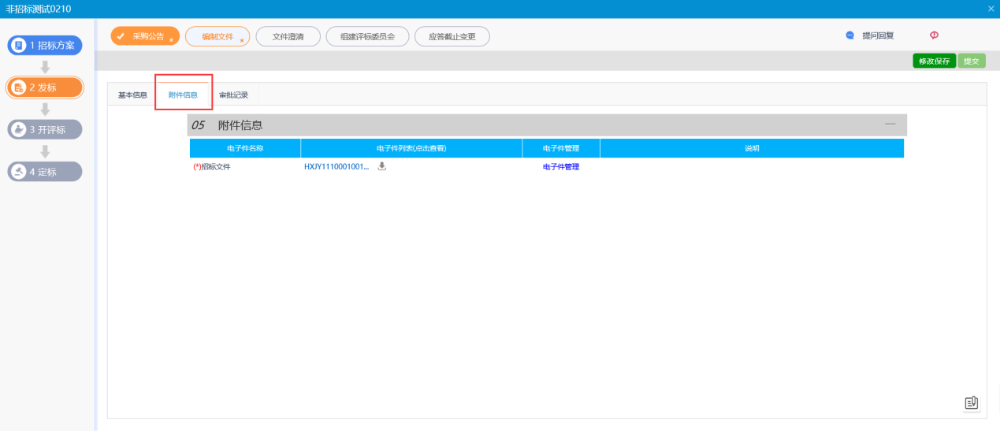 非招标测试0210
1 招标方案
2 发标
3 开评标
4 定标
采购公告 *
编制文件 *
文件澄清
组建评标委员会
应答截止变更
提问回复
修改保存
提交
基本信息
附件信息
审批记录
05 附件信息
电子件名称 电子件列表(点击查看) 电子件管理 说明
(*)招标文件 HXJY1110001001... 电子件管理